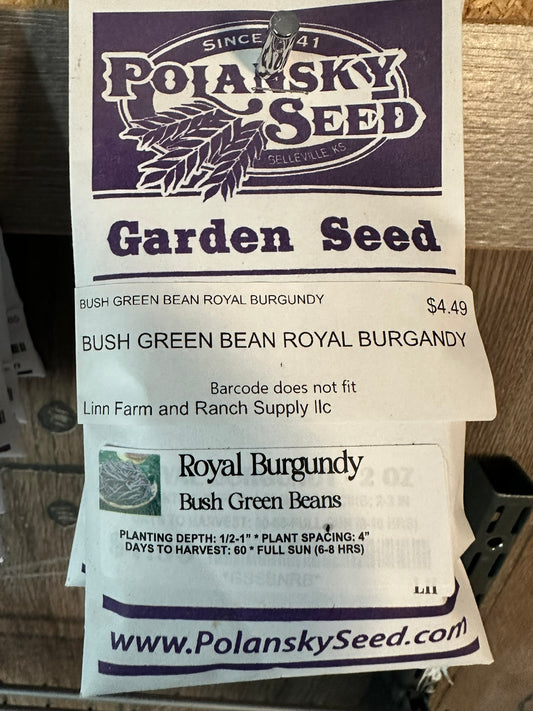 SINCE 41
POLANSKY
SEED
BELLEVILLE, KS
Garden Seed
BUSH GREEN BEAN ROYAL BURGUNDY
$4.49
BUSH GREEN BEAN ROYAL BURGANDY
Barcode does not fit
Linn Farm and Ranch Supply llc
Royal Burgundy
Bush Green Beans
PLANTING DEPTH: 1/2-1" * PLANT SPACING: 4"
DAYS TO HARVEST: 60 * FULL SUN (6-8 HRS)
www.PolanskySeed.com